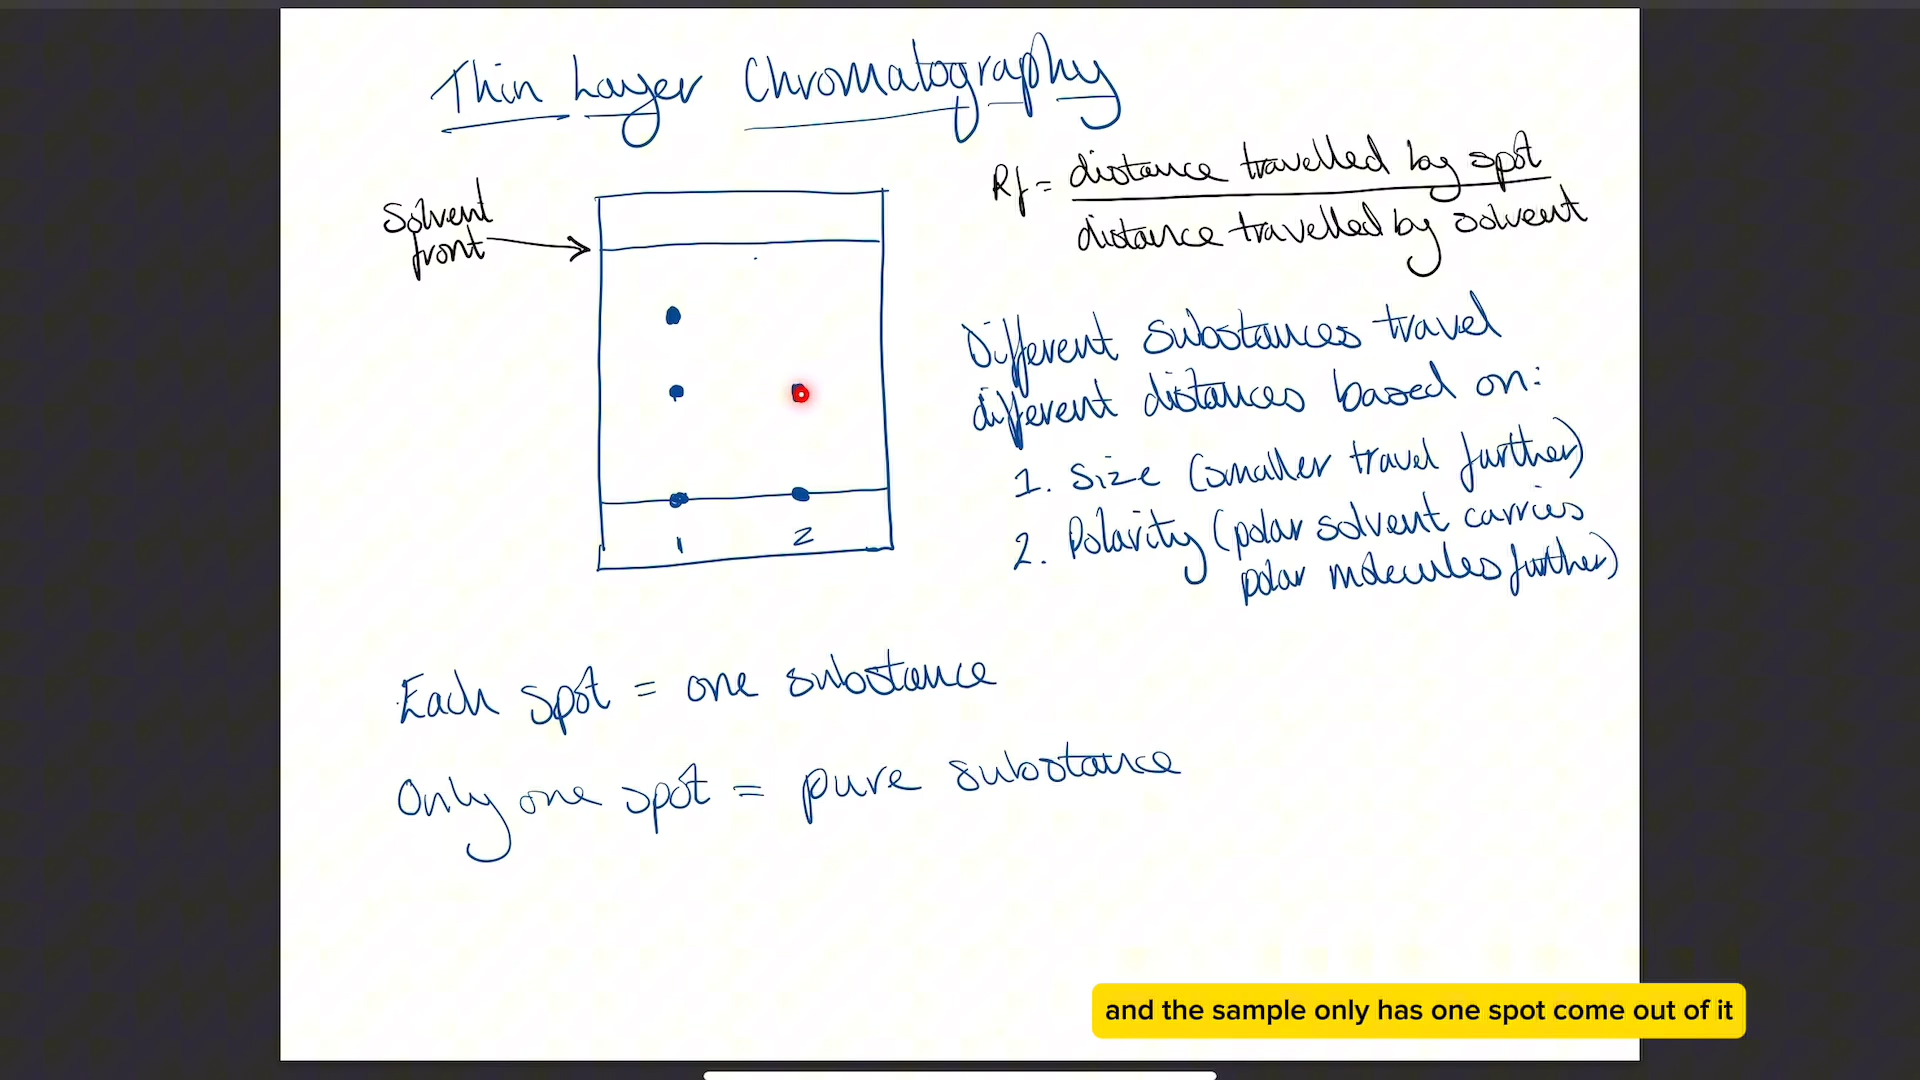 Thin Layer Chromatography
Solvent
front
Rf = distance travelled by spot
distance travelled by solvent
Different substances travel
different distances based on:
1. Size (smaller travel further)
2. Polarity (polar solvent carries
polar molecules further)
1 2
Each spot = one substance
Only one spot = pure substance
and the sample only has one spot come out of it